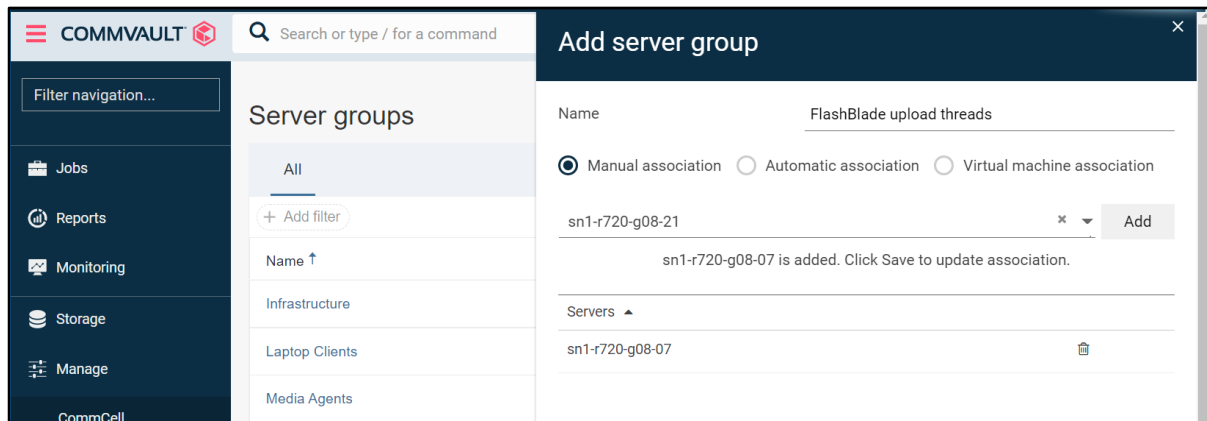 COMMVAULT
Search or type / for a command
Filter navigation...
Jobs
Reports
Monitoring
Storage
Manage
CommCell
Server groups
All
+ Add filter
Name
Infrastructure
Laptop Clients
Media Agents
Add server group
Name FlashBlade upload threads
Manual association Automatic association Virtual machine association
sn1-r720-g08-21 Add
sn1-r720-g08-07 is added. Click Save to update association.
Servers
sn1-r720-g08-07